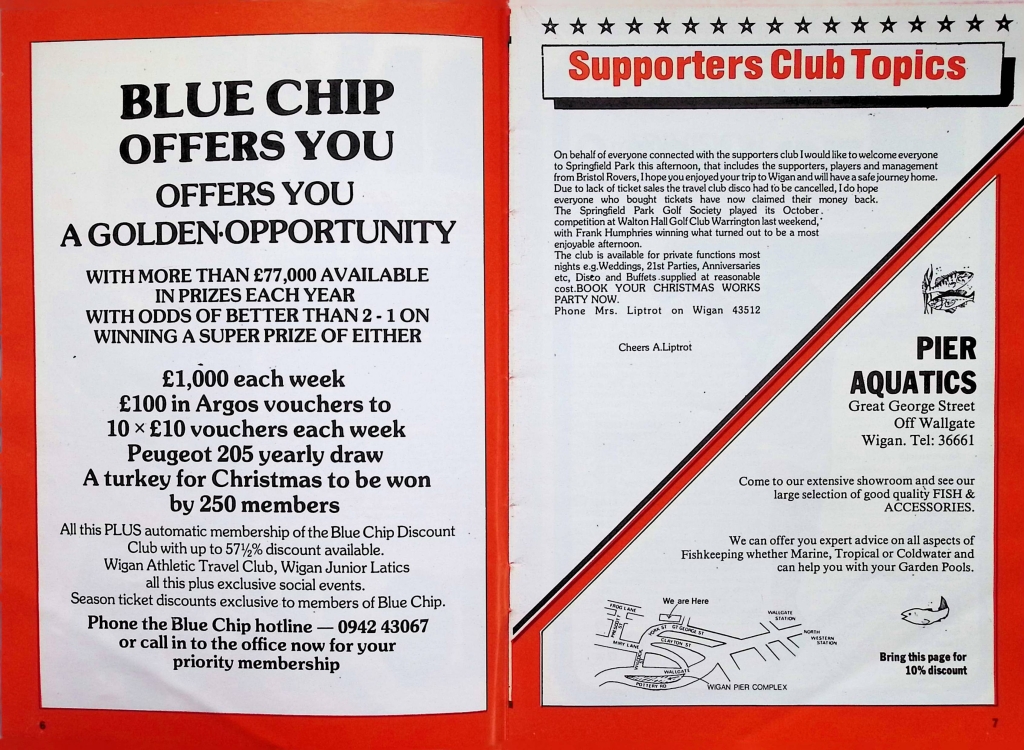 BLUE CHIP
OFFERS YOU
OFFERS YOU
A GOLDEN·OPPORTUNITY
WITH MORE THAN £77,000 AVAILABLE
IN PRIZES EACH YEAR
WITH ODDS OF BETTER THAN 2 - 1 ON
WINNING A SUPER PRIZE OF EITHER
£1,000 each week
£100 in Argos vouchers to
10 × £10 vouchers each week
Peugeot 205 yearly draw
A turkey for Christmas to be won
by 250 members
All this PLUS automatic membership of the Blue Chip Discount
Club with up to 57½% discount available.
Wigan Athletic Travel Club, Wigan Junior Latics
all this plus exclusive social events.
Season ticket discounts exclusive to members of Blue Chip.
Phone the Blue Chip hotline — 0942 43067
or call in to the office now for your
priority membership
6
Supporters Club Topics
On behalf of everyone connected with the supporters club I would like to welcome everyone
to Springfield Park this afternoon, that includes the supporters, players and management
from Bristol Rovers, I hope you enjoyed your trip to Wigan and will have a safe journey home.
Due to lack of ticket sales the travel club disco had to be cancelled, I do hope
everyone who bought tickets have now claimed their money back.
The Springfield Park Golf Society played its October
competition at Walton Hall Golf Club Warrington last weekend,
with Frank Humphries winning what turned out to be a most
enjoyable afternoon.
The club is available for private functions most
nights e.g. Weddings, 21st Parties, Anniversaries
etc, Disco and Buffets supplied at reasonable
cost. BOOK YOUR CHRISTMAS WORKS
PARTY NOW.
Phone Mrs. Liptrot on Wigan 43512
Cheers A.Liptrot
PIER
AQUATICS
Great George Street
Off Wallgate
Wigan. Tel: 36661
Come to our extensive showroom and see our
large selection of good quality FISH &
ACCESSORIES.
We can offer you expert advice on all aspects of
Fishkeeping whether Marine, Tropical or Coldwater and
can help you with your Garden Pools.
We are Here
FROG LANE
PRESCOTT ST
MIRY LANE
YORK ST
GT GEORGE ST
CLAYTON ST
WALLGATE
STATION
NORTH
WESTERN
STATION
WALLGATE
POTTERY RD
WIGAN PIER COMPLEX
Bring this page for
10% discount
7